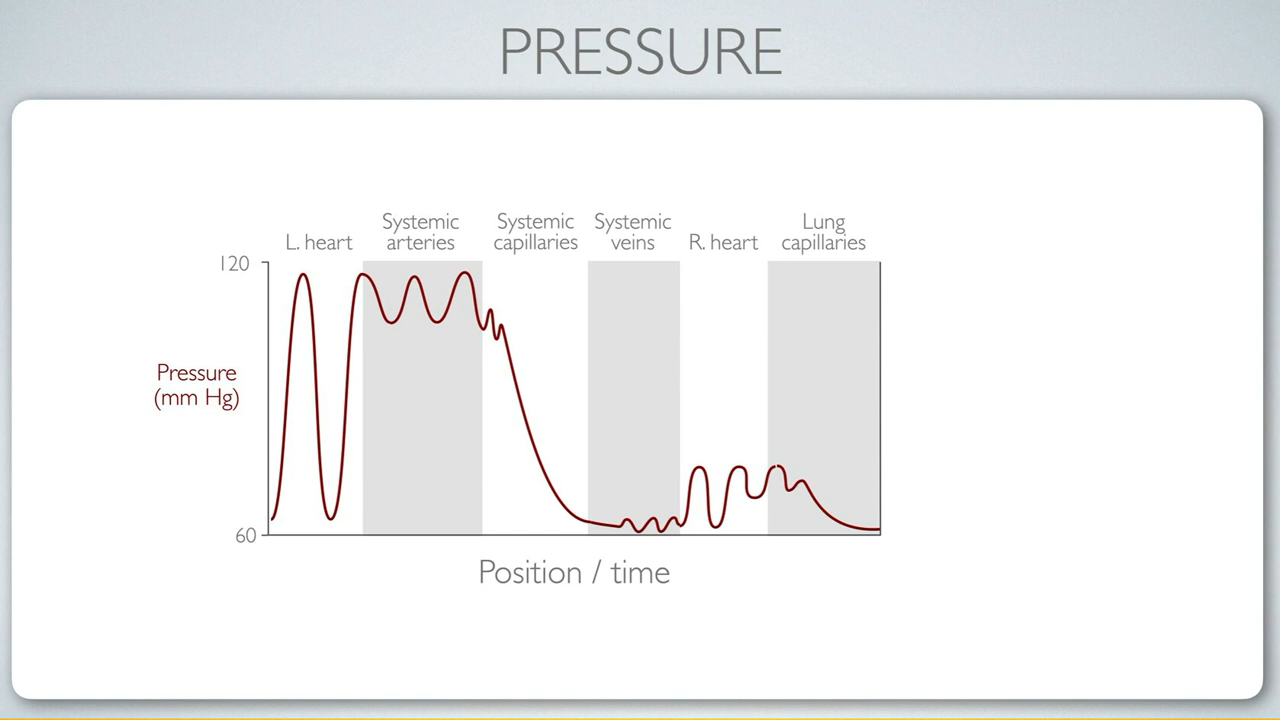 PRESSURE
L. heart
Systemic
arteries
Systemic
capillaries
Systemic
veins
R. heart
Lung
capillaries
120
Pressure
(mm Hg)
60
Position / time